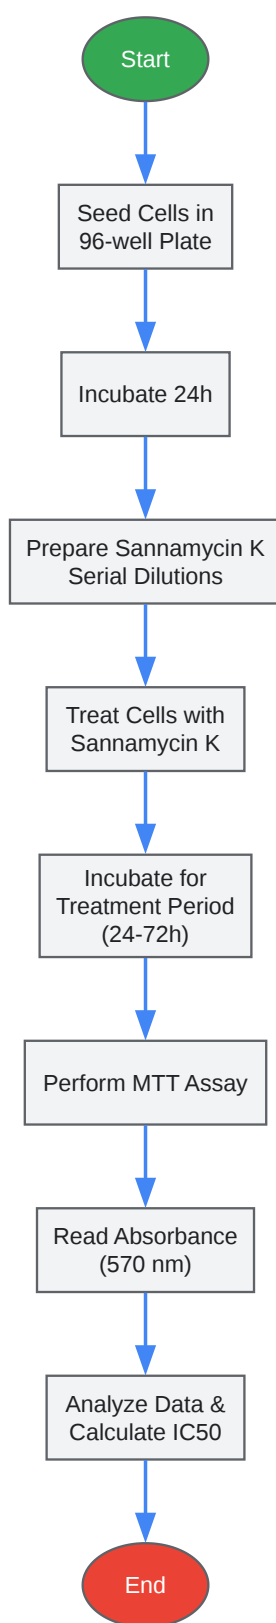 Start
Seed Cells in
96-well Plate
Incubate 24h
Prepare Sannamycin K
Serial Dilutions
Treat Cells with
Sannamycin K
Incubate for
Treatment Period
(24-72h)
Perform MTT Assay
Read Absorbance
(570 nm)
Analyze Data &
Calculate IC50
End